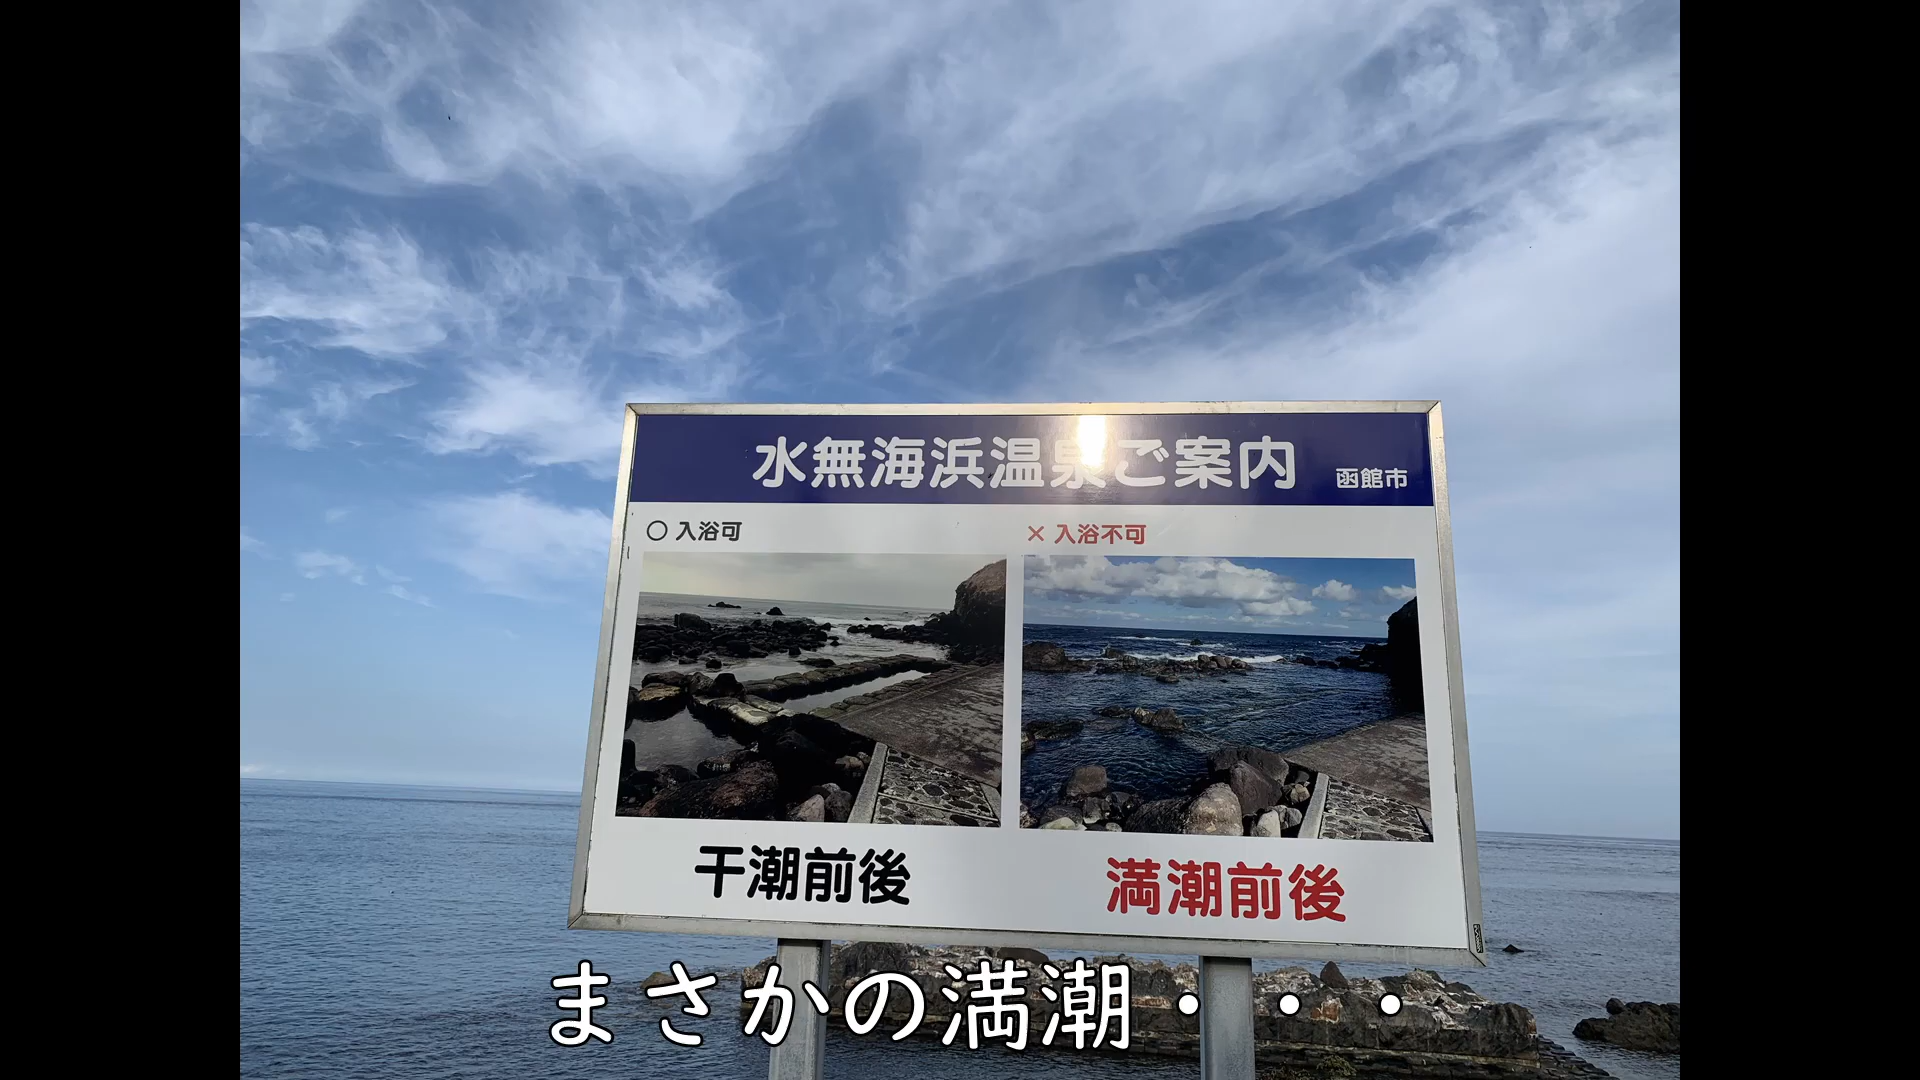 水無海浜温泉ご案内 函館市
○ 入浴可
× 入浴不可
干潮前後
満潮前後
まさかの満潮・・・